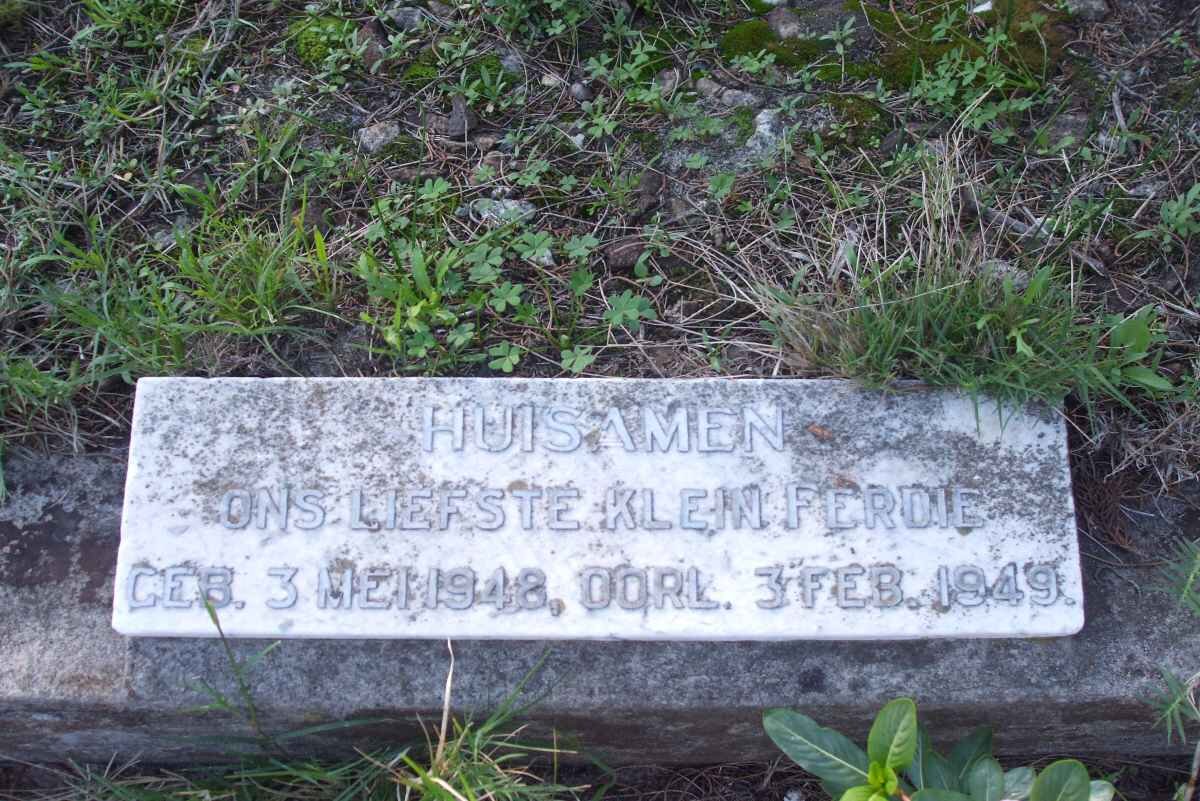 HUISAMEN
ONS LIEFSTE KLEIN FERDIE
GEB. 3 MEI 1948, OORL. 3 FEB. 1949.